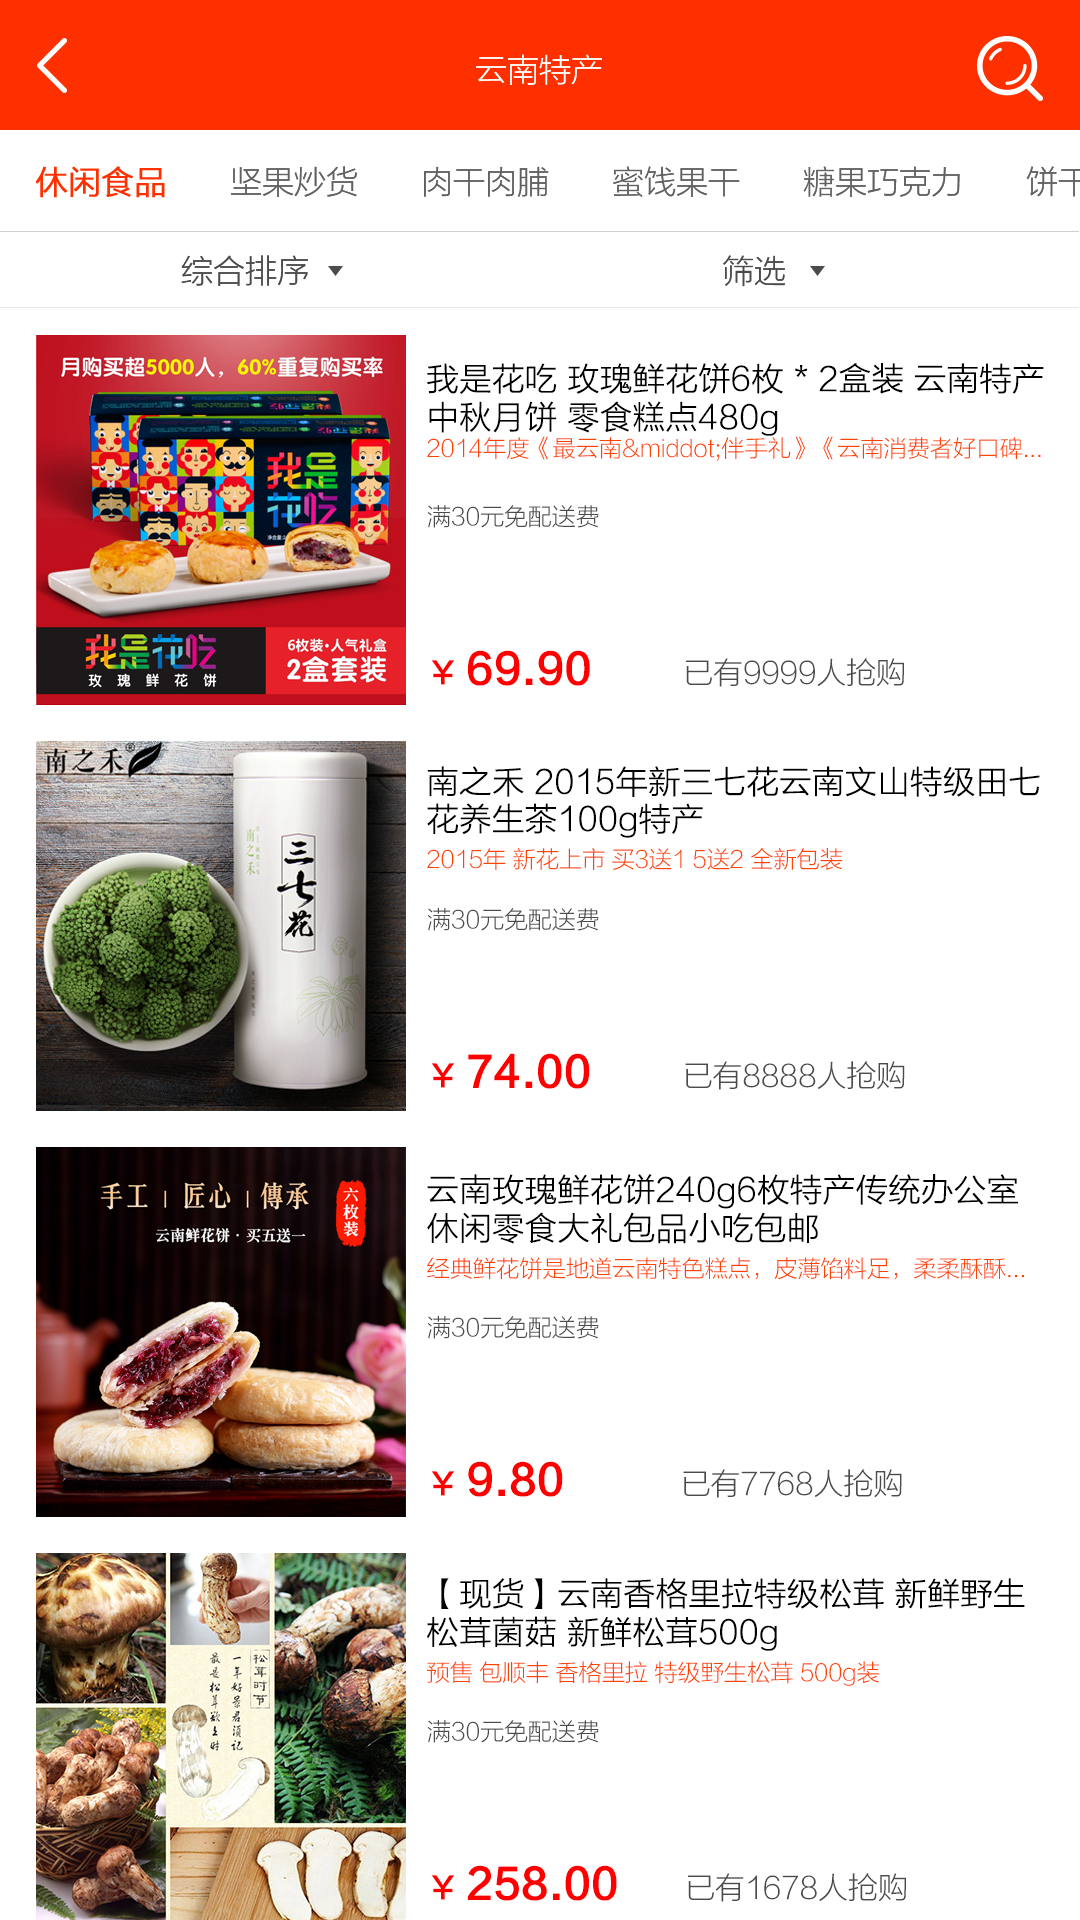 云南特产
休闲食品 坚果炒货 肉干肉脯 蜜饯果干 糖果巧克力 饼干
综合排序 筛选
月购买超5000人，60%重复购买率
我是花吃
我是花吃
玫瑰鲜花饼
6枚装·人气礼盒
2盒套装
我是花吃 玫瑰鲜花饼6枚 * 2盒装 云南特产
中秋月饼 零食糕点480g
2014年度《最云南&middot;伴手礼》《云南消费者好口碑...
满30元免配送费
¥ 69.90 已有9999人抢购
南之禾
南之禾
三七花
南之禾 2015年新三七花云南文山特级田七
花养生茶100g特产
2015年 新花上市 买3送1 5送2 全新包装
满30元免配送费
¥ 74.00 已有8888人抢购
手工 | 匠心 | 傳承
六枚装
云南鲜花饼 · 买五送一
云南玫瑰鲜花饼240g6枚特产传统办公室
休闲零食大礼包品小吃包邮
经典鲜花饼是地道云南特色糕点，皮薄馅料足，柔柔酥酥...
满30元免配送费
¥ 9.80 已有7768人抢购
松茸时节
一年好景君须记
最是松茸欲上时
【现货】云南香格里拉特级松茸 新鲜野生
松茸菌菇 新鲜松茸500g
预售 包顺丰 香格里拉 特级野生松茸 500g装
满30元免配送费
¥ 258.00 已有1678人抢购